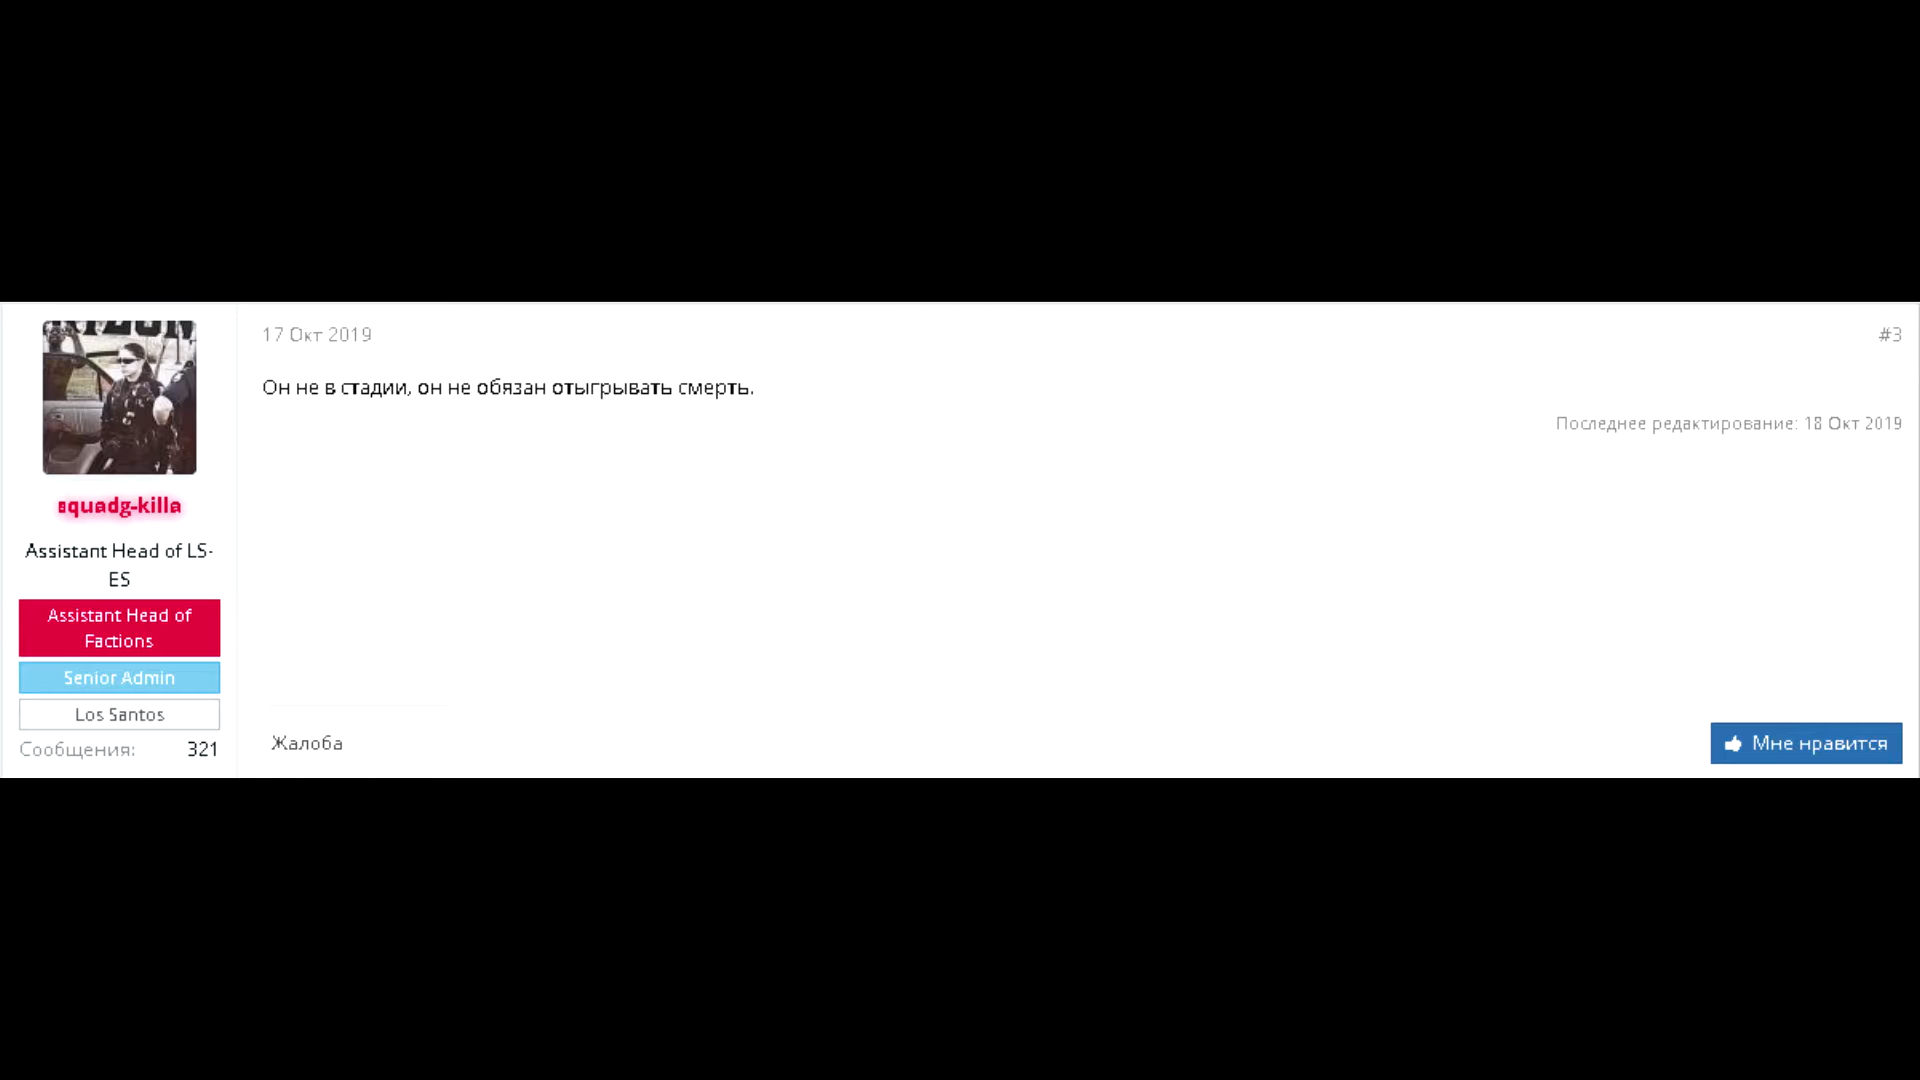 17 Окт 2019
#3
Он не в стадии, он не обязан отыгрывать смерть.
Последнее редактирование: 18 Окт 2019
squadg-killa
Assistant Head of LS-
ES
Assistant Head of
Factions
Senior Admin
Los Santos
Сообщения: 321
Жалоба
Мне нравится